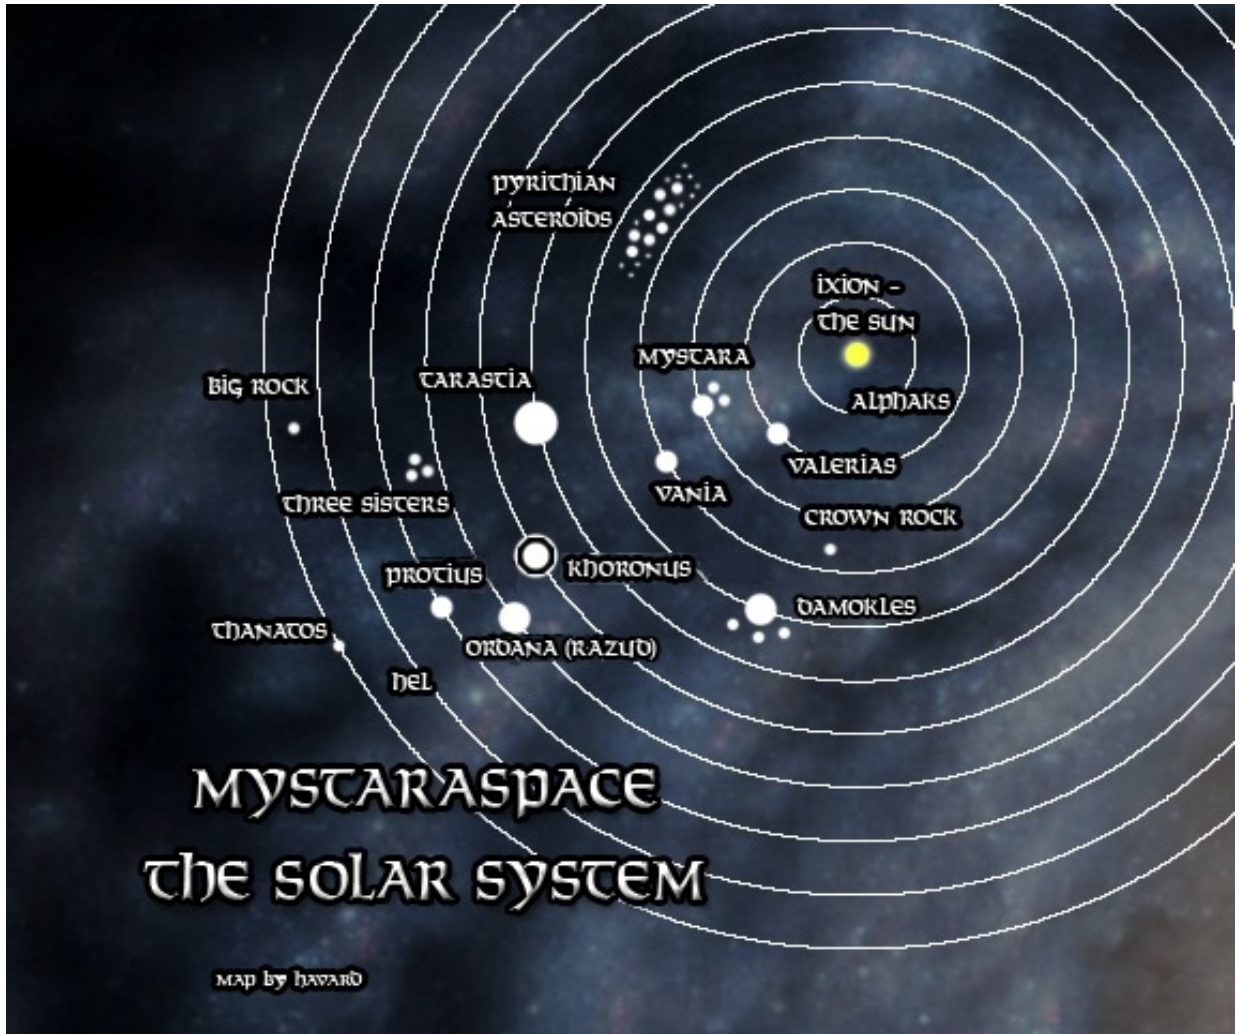 PYRITHIAN
ASTEROIDS
IXION -
THE SUN
MYSTARA
BIG ROCK
TARASTIA
ALPHAKS
VALERIAS
VANIA
THREE SISTERS
CROWN ROCK
KHORONUS
PROTIUS
DAMOKLES
THANATOS
ORDANA (RAZUD)
HEL
MYSTARASPACE
THE SOLAR SYSTEM
MAP BY HAVARD